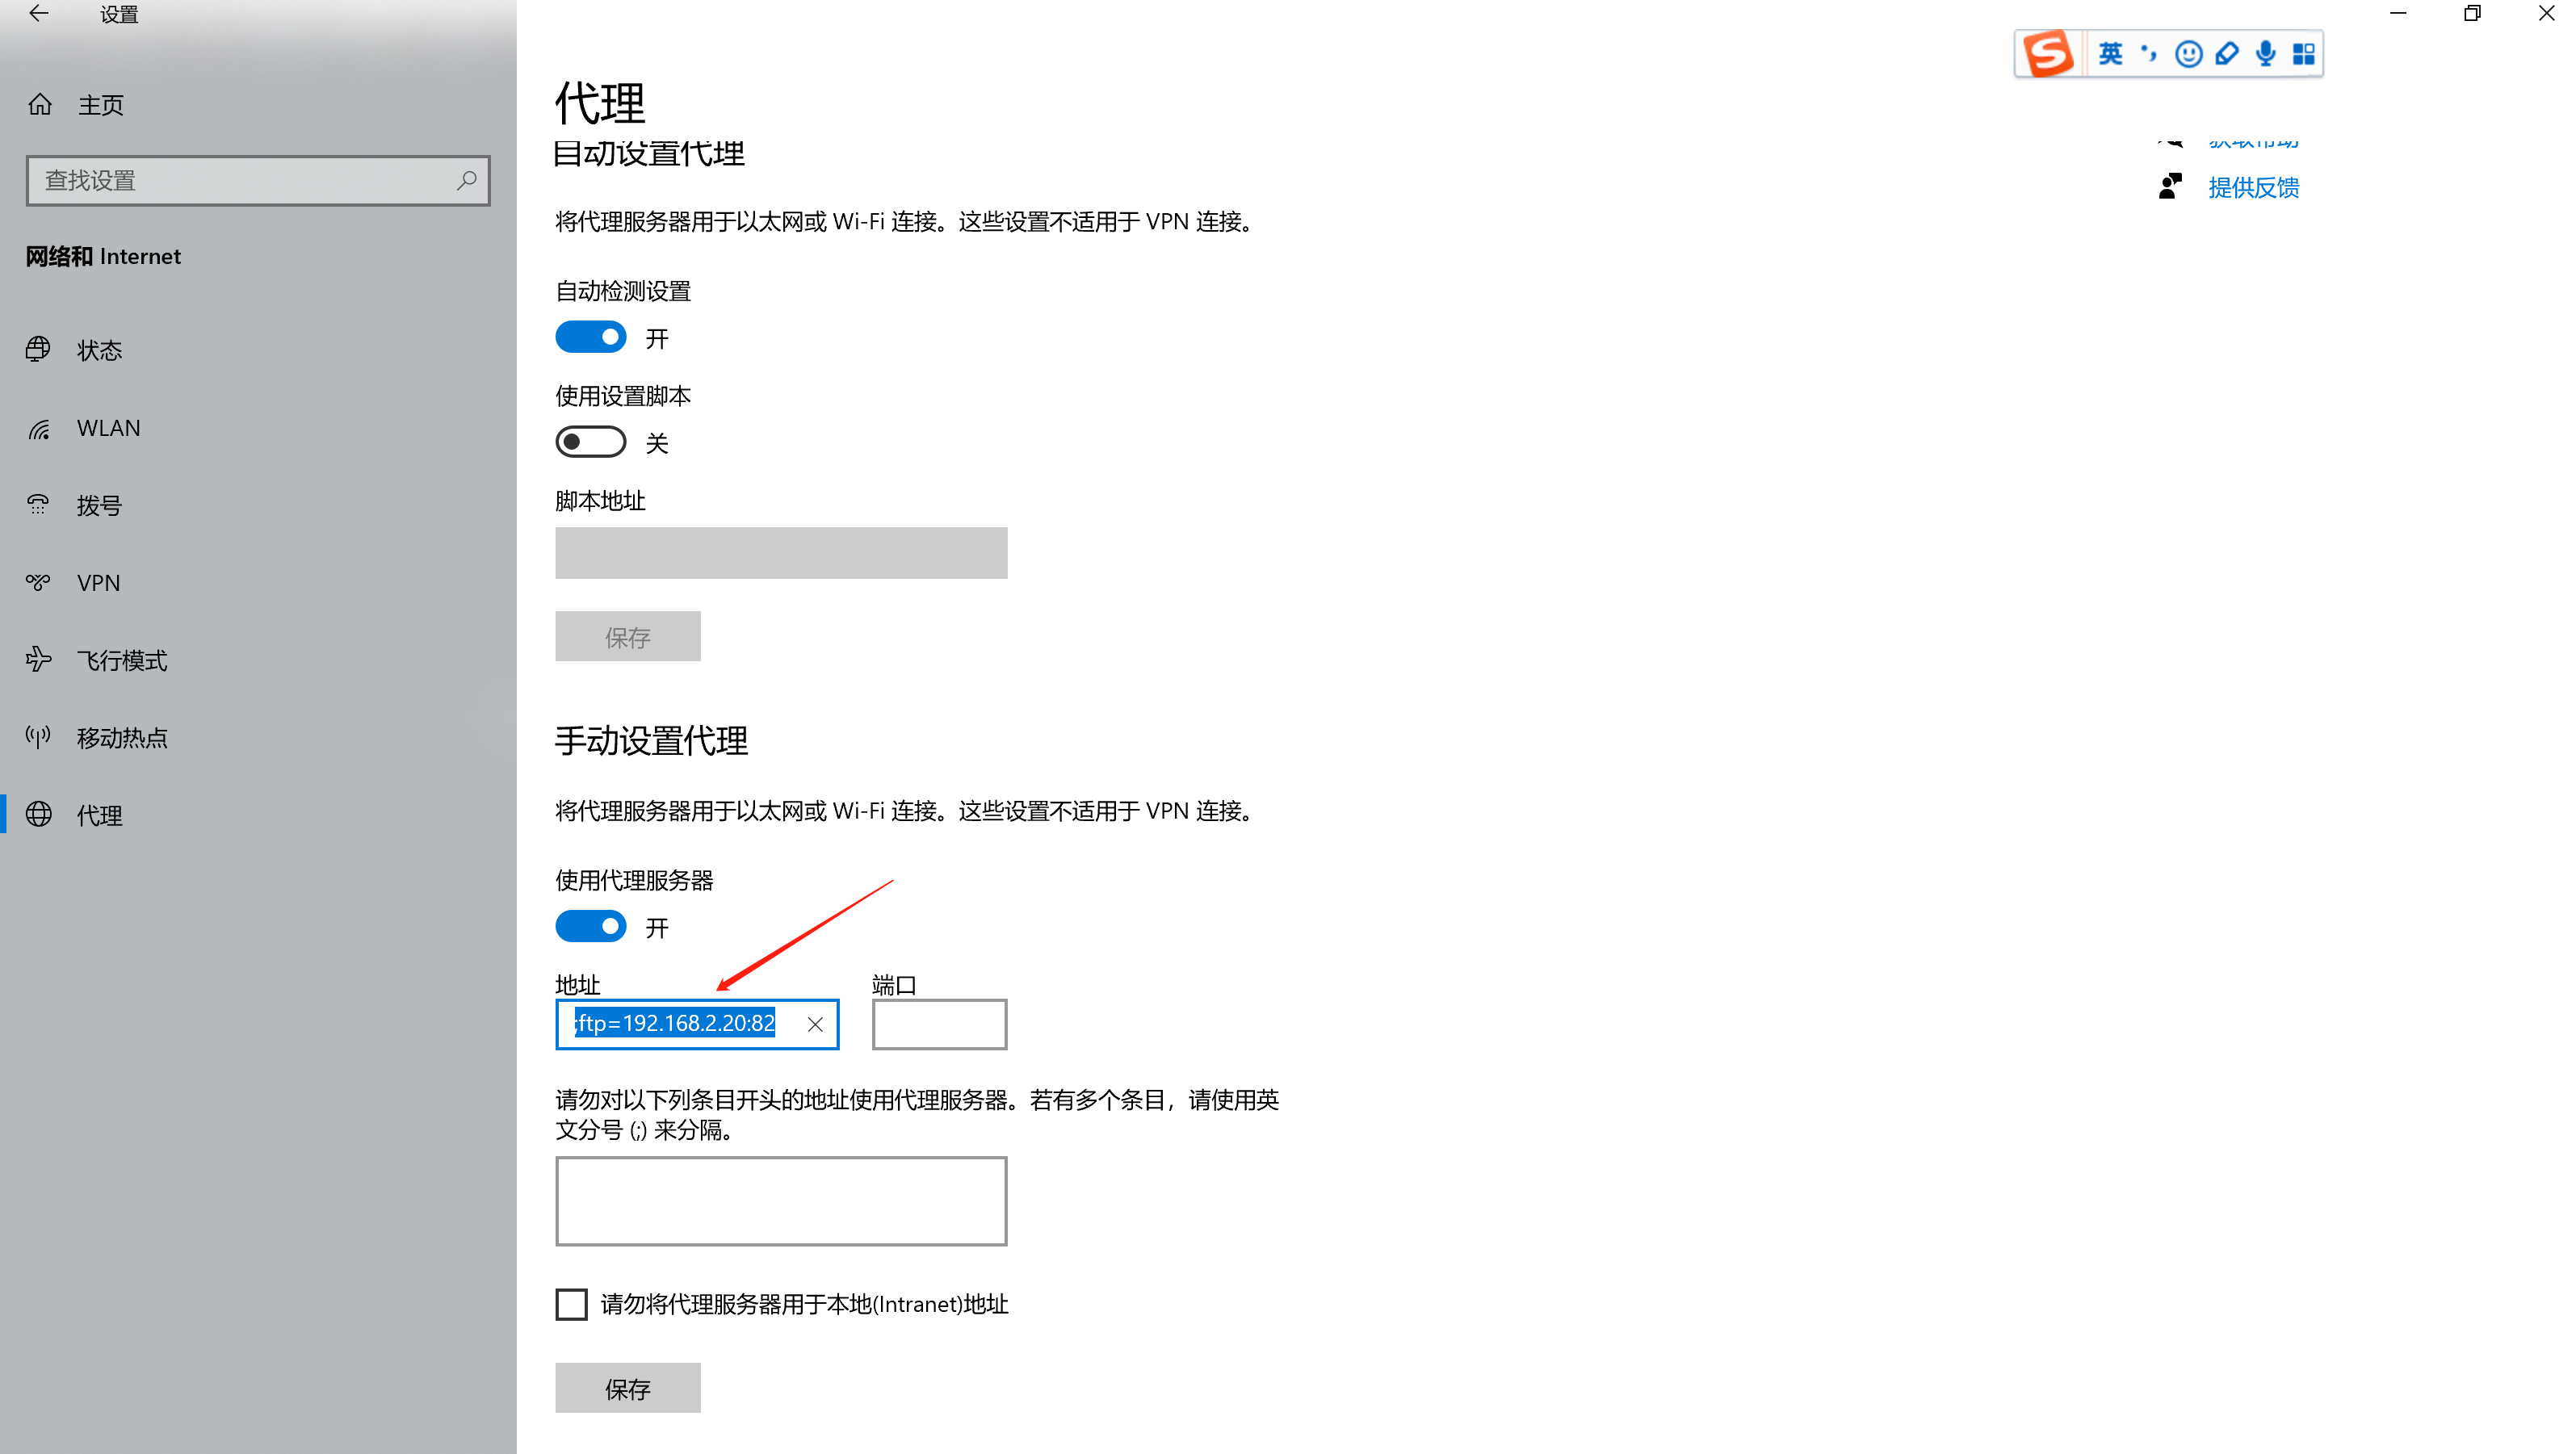 设置
英
主页
代理
自动设置代理
获取帮助
查找设置
提供反馈
将代理服务器用于以太网或 Wi-Fi 连接。这些设置不适用于 VPN 连接。
网络和 Internet
自动检测设置
开
状态
使用设置脚本
关
WLAN
脚本地址
拨号
VPN
保存
飞行模式
移动热点
手动设置代理
将代理服务器用于以太网或 Wi-Fi 连接。这些设置不适用于 VPN 连接。
代理
使用代理服务器
开
地址
端口
;ftp=192.168.2.20:82
请勿对以下列条目开头的地址使用代理服务器。若有多个条目，请使用英
文分号 (;) 来分隔。
请勿将代理服务器用于本地(Intranet)地址
保存